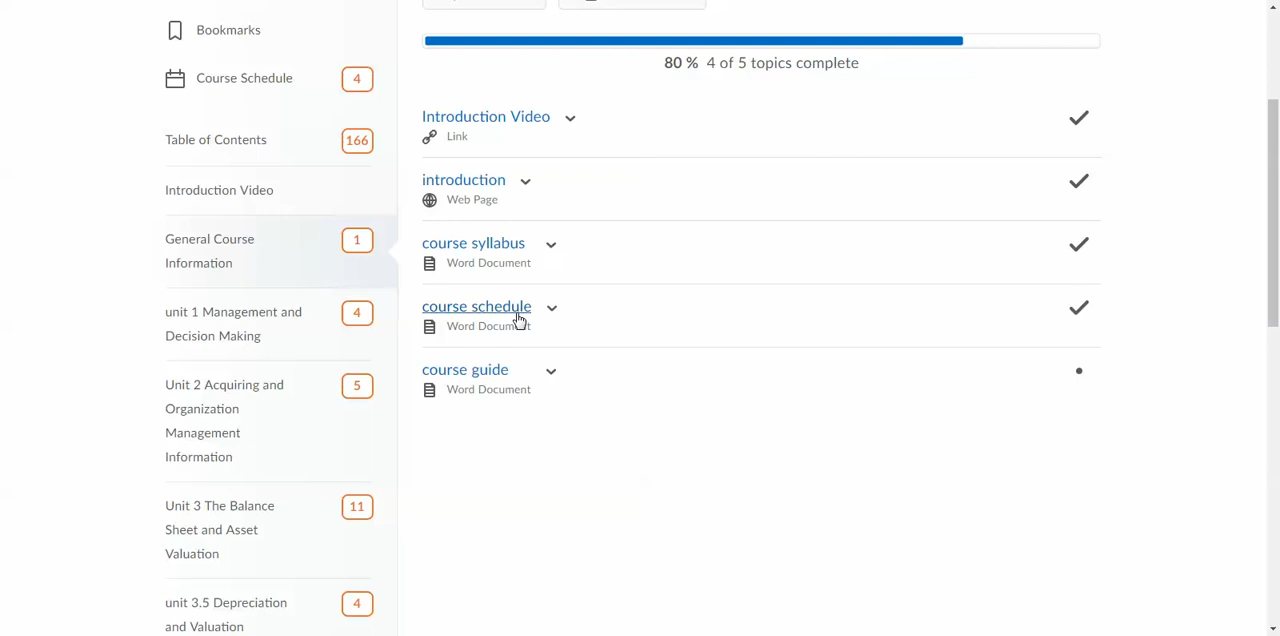 Bookmarks
Course Schedule 4
Table of Contents 166
Introduction Video
General Course 1
Information
unit 1 Management and 4
Decision Making
Unit 2 Acquiring and 5
Organization
Management
Information
Unit 3 The Balance 11
Sheet and Asset
Valuation
unit 3.5 Depreciation 4
and Valuation
80 % 4 of 5 topics complete
Introduction Video
Link
introduction
Web Page
course syllabus
Word Document
course schedule
Word Document
course guide
Word Document